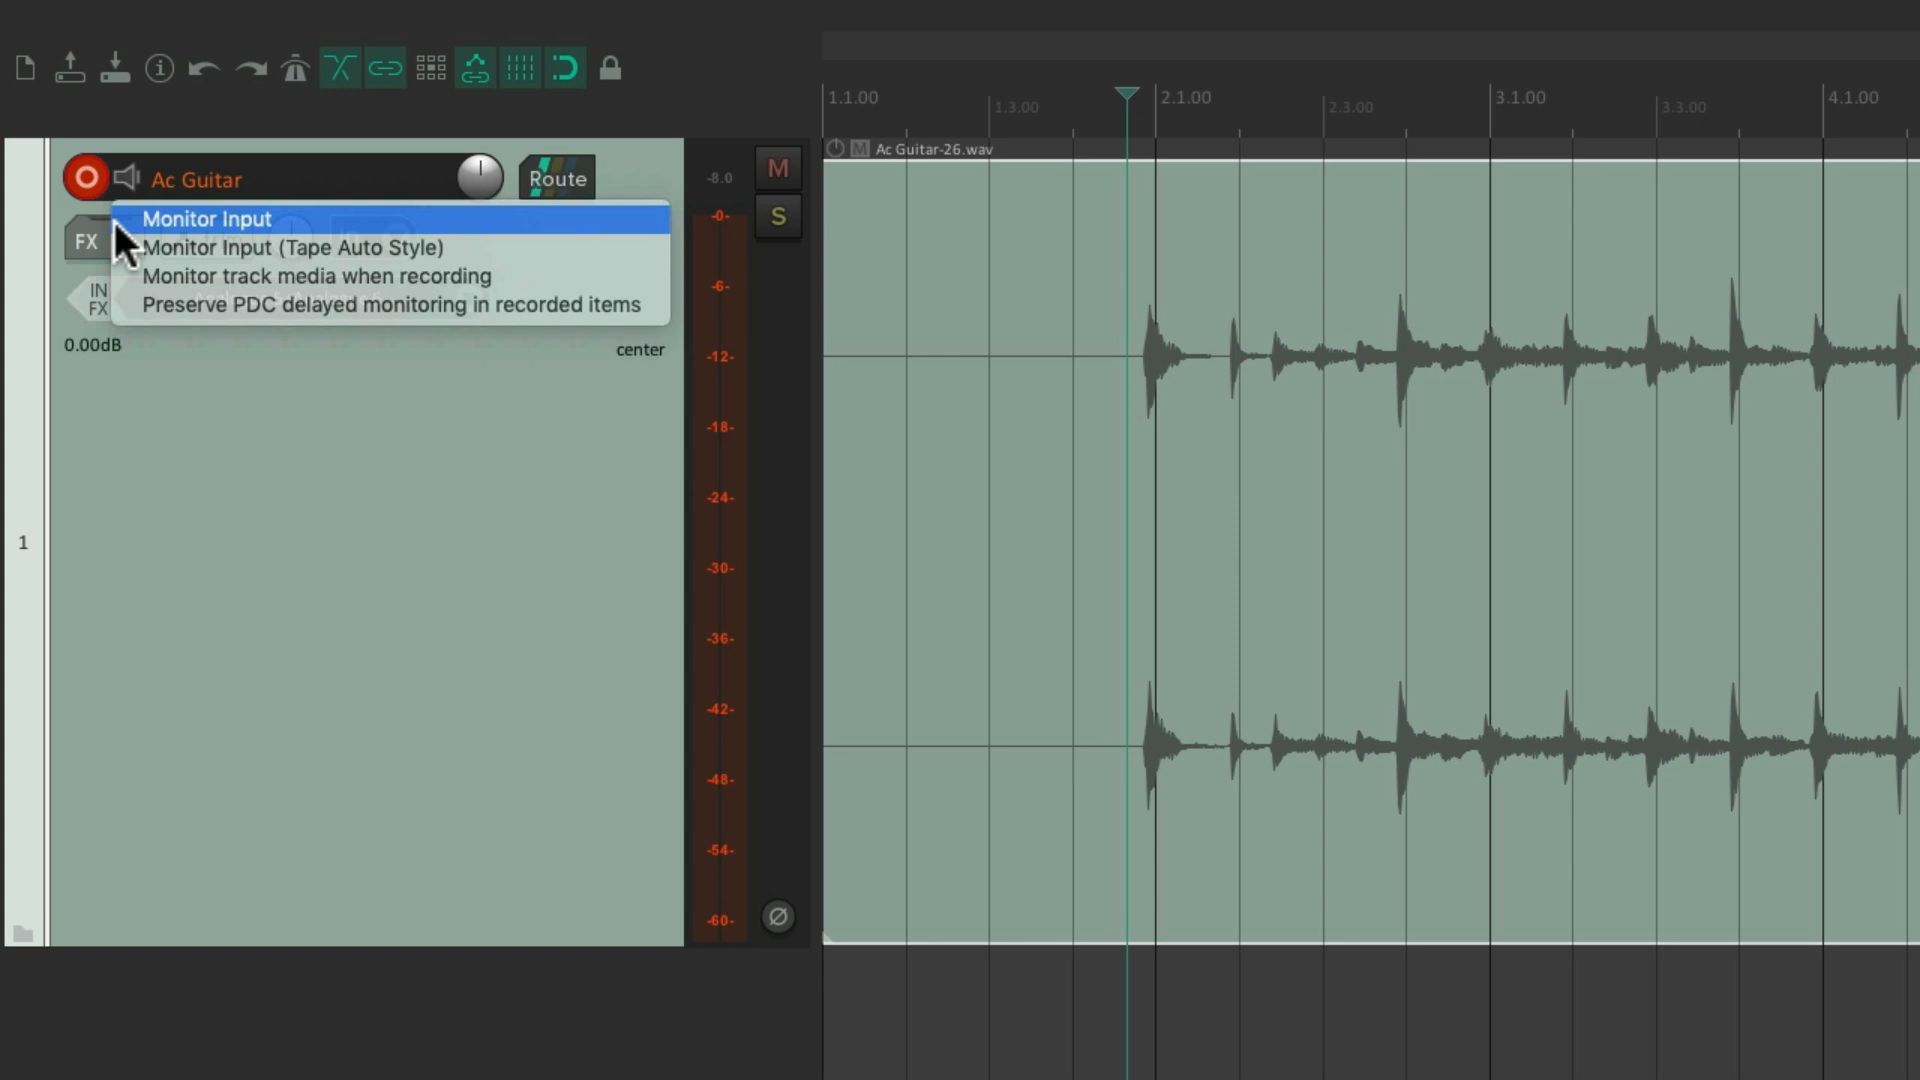 1.1.00
1.3.00
2.1.00
2.3.00
3.1.00
3.3.00
4.1.00
Ac Guitar
Route
-8.0
M
M Ac Guitar-26.wav
Monitor Input
-0-
S
FX
Monitor Input (Tape Auto Style)
Monitor track media when recording
-6-
IN
FX
Preserve PDC delayed monitoring in recorded items
0.00dB
center
-12-
-18-
-24-
1
-30-
-36-
-42-
-48-
-54-
-60-